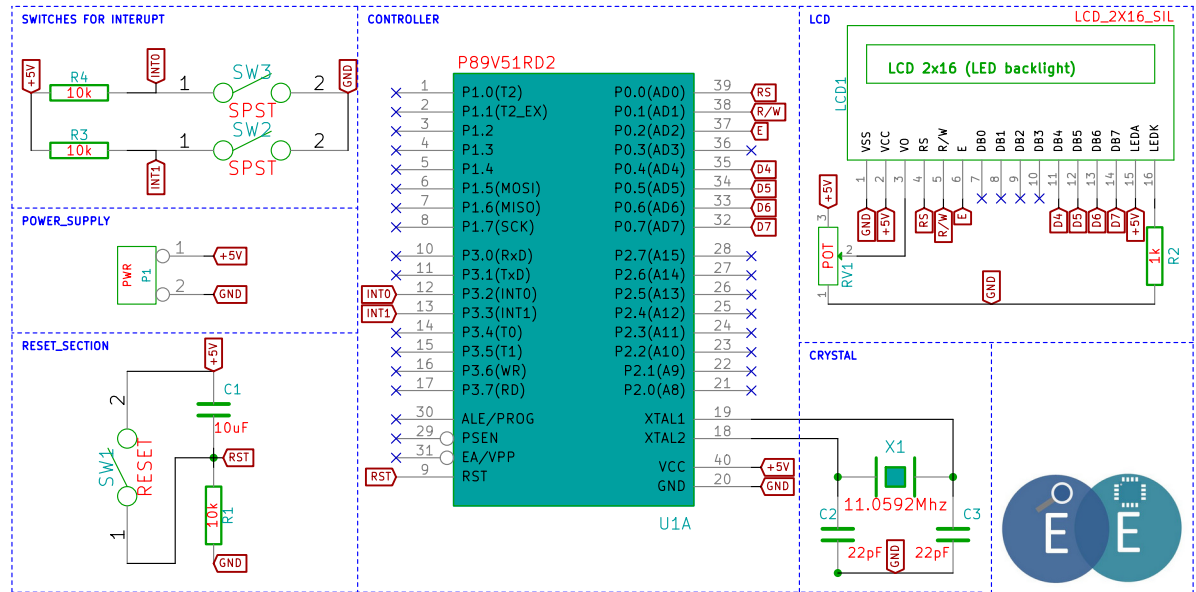 SWITCHES FOR INTERUPT
+5V
R4
10k
INT0
1
SW3
SPST
2
GND
R3
10k
INT1
1
SW2
SPST
2
POWER_SUPPLY
PWR
P1
1
+5V
2
GND
RESET_SECTION
+5V
2
C1
10uF
SW1
RESET
RST
10k
R1
1
GND
CONTROLLER
P89V51RD2
1 P1.0(T2)
2 P1.1(T2_EX)
3 P1.2
4 P1.3
5 P1.4
6 P1.5(MOSI)
7 P1.6(MISO)
8 P1.7(SCK)
10 P3.0(RxD)
11 P3.1(TxD)
INT0 12 P3.2(INT0)
INT1 13 P3.3(INT1)
14 P3.4(T0)
15 P3.5(T1)
16 P3.6(WR)
17 P3.7(RD)
30 ALE/PROG
29 PSEN
31 EA/VPP
RST 9 RST
P0.0(AD0) 39 RS
P0.1(AD1) 38 R/W
P0.2(AD2) 37 E
P0.3(AD3) 36
P0.4(AD4) 35 D4
P0.5(AD5) 34 D5
P0.6(AD6) 33 D6
P0.7(AD7) 32 D7
P2.7(A15) 28
P2.6(A14) 27
P2.5(A13) 26
P2.4(A12) 25
P2.3(A11) 24
P2.2(A10) 23
P2.1(A9) 22
P2.0(A8) 21
XTAL1 19
XTAL2 18
VCC 40 +5V
GND 20 GND
U1A
LCD
LCD_2X16_SIL
LCD1
LCD 2x16 (LED backlight)
VSS VCC VO RS R/W E DB0 DB1 DB2 DB3 DB4 DB5 DB6 DB7 LEDA LEDK
1 2 3 4 5 6 7 8 9 10 11 12 13 14 15 16
GND +5V RS R/W E D4 D5 D6 D7 +5V
+5V
3
POT
2
RV1
1
GND
1k
R2
CRYSTAL
X1
11.0592Mhz
C2
22pF
C3
22pF
GND
E E